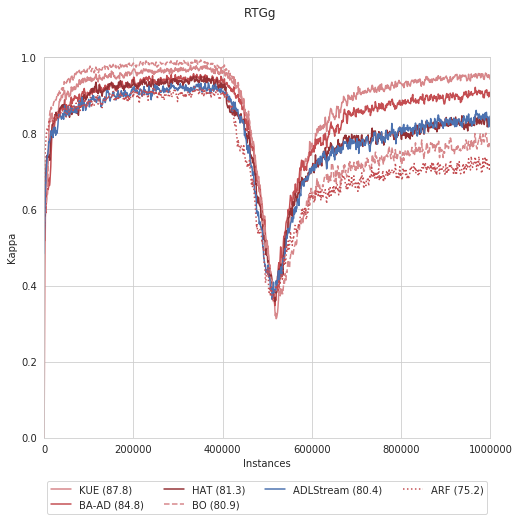 RTGg
1.0
0.8
0.6
0.4
0.2
0.0
Kappa
0 200000 400000 600000 800000 1000000
Instances
KUE (87.8) HAT (81.3) ADLStream (80.4) ARF (75.2)
BA-AD (84.8) BO (80.9)